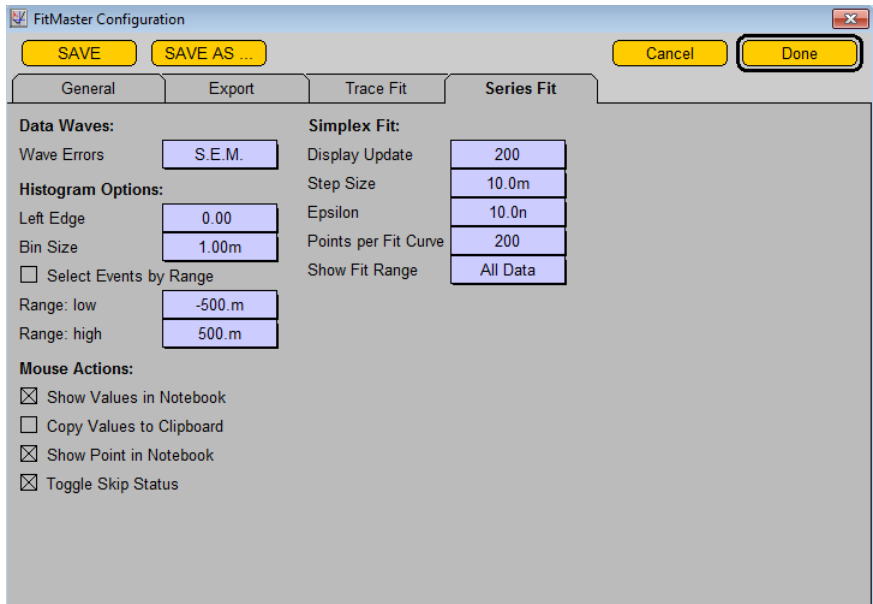 FitMaster Configuration
SAVE SAVE AS ... Cancel Done
General Export Trace Fit Series Fit
Data Waves:
Wave Errors S.E.M.
Histogram Options:
Left Edge 0.00
Bin Size 1.00m
Select Events by Range
Range: low -500.m
Range: high 500.m
Mouse Actions:
Show Values in Notebook
Copy Values to Clipboard
Show Point in Notebook
Toggle Skip Status
Simplex Fit:
Display Update 200
Step Size 10.0m
Epsilon 10.0n
Points per Fit Curve 200
Show Fit Range All Data